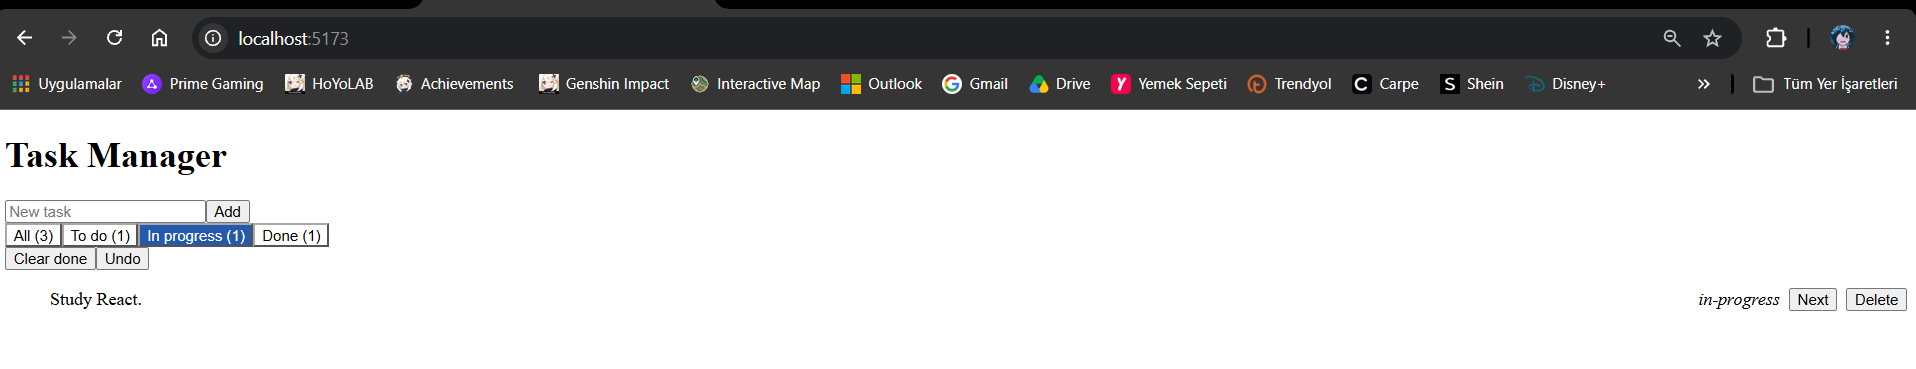 localhost:5173
Uygulamalar Prime Gaming HoYoLAB Achievements Genshin Impact Interactive Map Outlook Gmail Drive Yemek Sepeti Trendyol Carpe Shein Disney+ » Tüm Yer İşaretleri
Task Manager
New task Add
All (3) To do (1) In progress (1) Done (1)
Clear done Undo
Study React. in-progress Next Delete